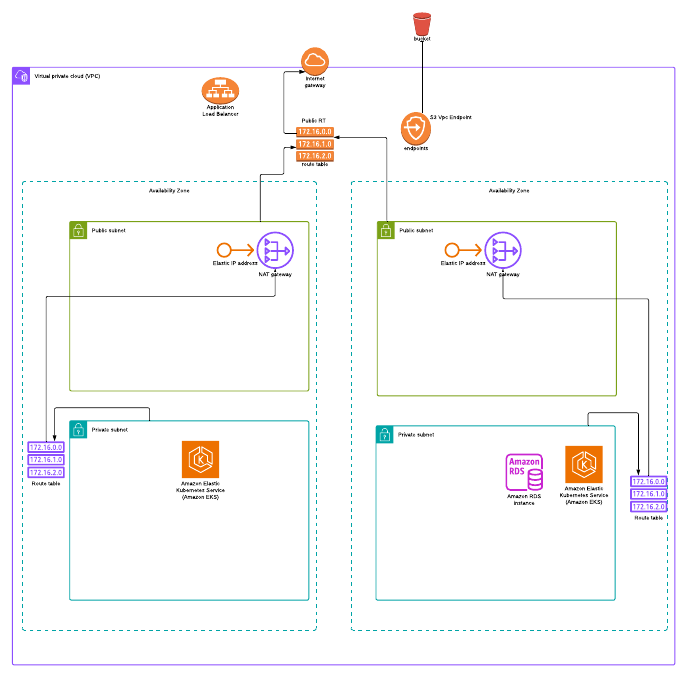 bucket
Virtual private cloud (VPC)
Internet
gateway
Application
Load Balancer
S3 Vpc Endpoint
endpoints
Public RT
172.16.0.0
172.16.1.0
172.16.2.0
route table
Availability Zone
Public subnet
Elastic IP address
NAT gateway
172.16.0.0
172.16.1.0
172.16.2.0
Route table
Private subnet
Amazon Elastic
Kubernetes Service
(Amazon EKS)
Availability Zone
Public subnet
Elastic IP address
NAT gateway
Private subnet
Amazon
RDS
Amazon RDS
instance
Amazon Elastic
Kubernetes Service
(Amazon EKS)
172.16.0.0
172.16.1.0
172.16.2.0
Route table